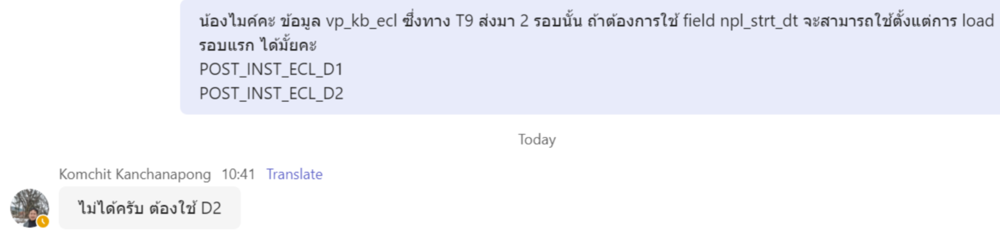 น้องไมค์คะ ข้อมูล vp_kb_ecl ซึ่งทาง T9 ส่งมา 2 รอบนั้น ถ้าต้องการใช้ field npl_strt_dt จะสามารถใช้ตั้งแต่การ load
รอบแรก ได้มั้ยคะ
POST_INST_ECL_D1
POST_INST_ECL_D2
Today
Komchit Kanchanapong 10:41 Translate
ไม่ได้ครับ ต้องใช้ D2